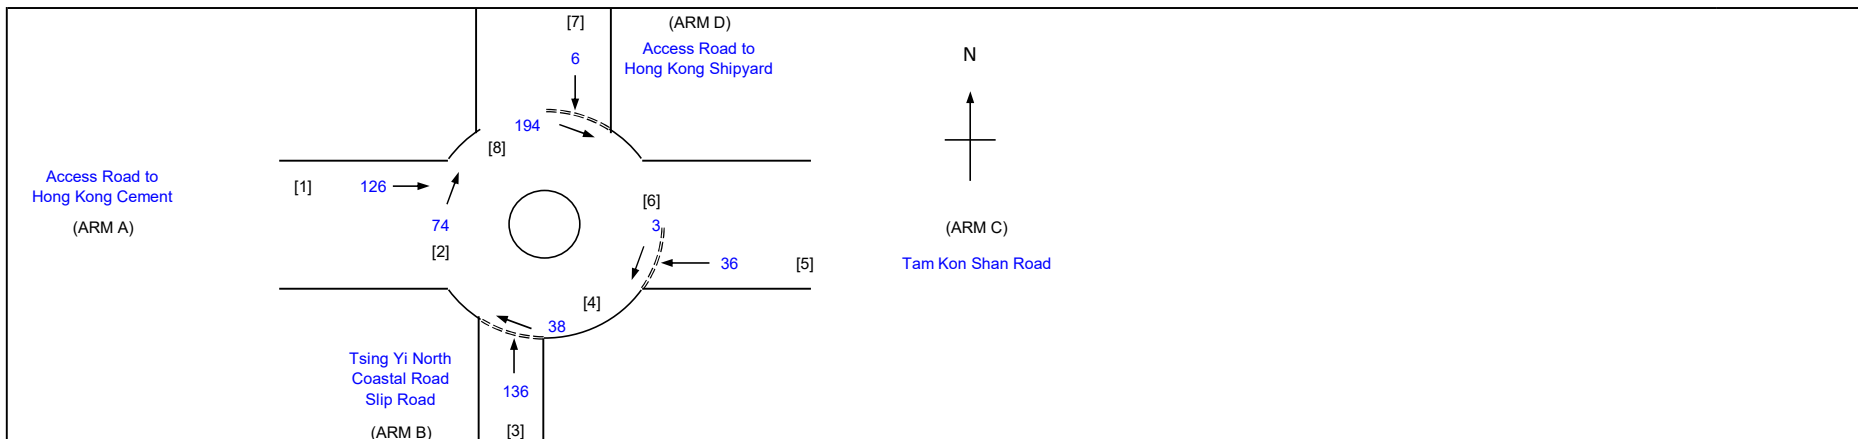 [7]
(ARM D)
Access Road to
Hong Kong Shipyard
6
N
194
[8]
Access Road to
Hong Kong Cement
(ARM A)
[1]
126
74
[2]
[6]
3
36
[5]
(ARM C)
Tam Kon Shan Road
[4]
38
Tsing Yi North
Coastal Road
Slip Road
(ARM B)
136
[3]